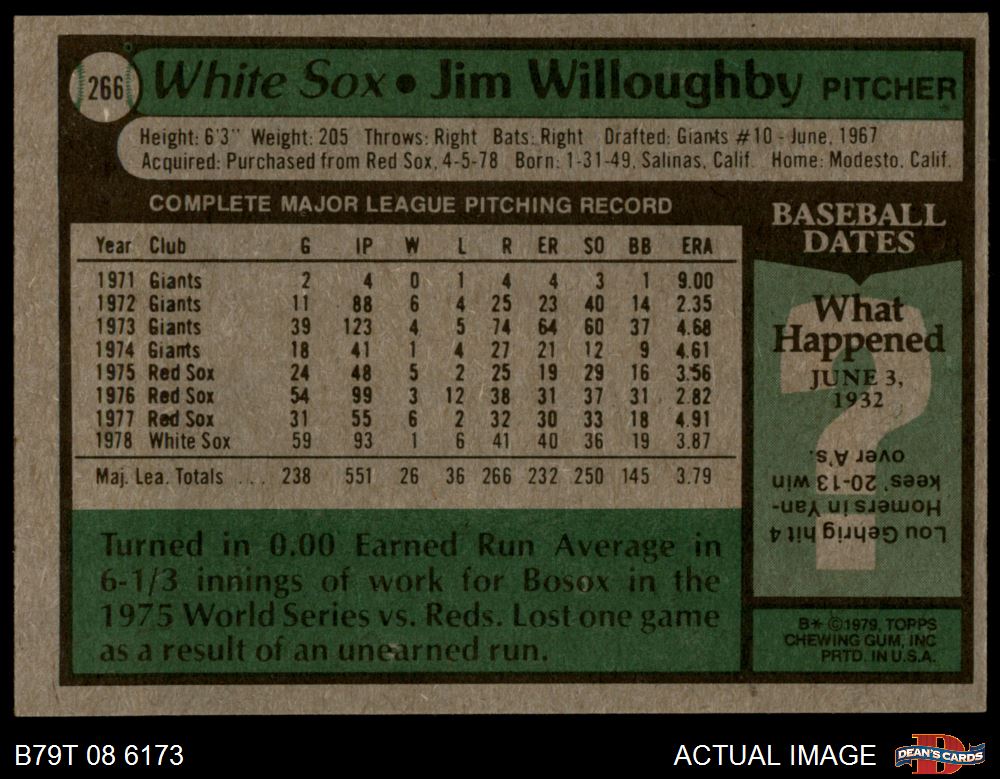 266
White Sox • Jim Willoughby PITCHER
Height: 6'3" Weight: 205 Throws: Right Bats: Right Drafted: Giants #10 - June, 1967
Acquired: Purchased from Red Sox, 4-5-78 Born: 1-31-49, Salinas, Calif. Home: Modesto, Calif.
COMPLETE MAJOR LEAGUE PITCHING RECORD
Year Club G IP W L R ER SO BB ERA
1971 Giants 2 4 0 1 4 4 3 1 9.00
1972 Giants 11 88 6 4 25 23 40 14 2.35
1973 Giants 39 123 4 5 74 64 60 37 4.68
1974 Giants 18 41 1 4 27 21 12 9 4.61
1975 Red Sox 24 48 5 2 25 19 29 16 3.56
1976 Red Sox 54 99 3 12 38 31 37 31 2.82
1977 Red Sox 31 55 6 2 32 30 33 18 4.91
1978 White Sox 59 93 1 6 41 40 36 19 3.87
Maj. Lea. Totals ... 238 551 26 36 266 232 250 145 3.79
Turned in 0.00 Earned Run Average in
6-1/3 innings of work for Bosox in the
1975 World Series vs. Reds. Lost one game
as a result of an unearned run.
BASEBALL
DATES
What
Happened
JUNE 3,
1932
?
Lou Gehrig hit 4
Homers in Yan-
kees' 20-13 win
over A's.
B* ©1979, TOPPS
CHEWING GUM, INC
PRTD. IN U.S.A.
B79T 08 6173
ACTUAL IMAGE
DEAN'S CARDS